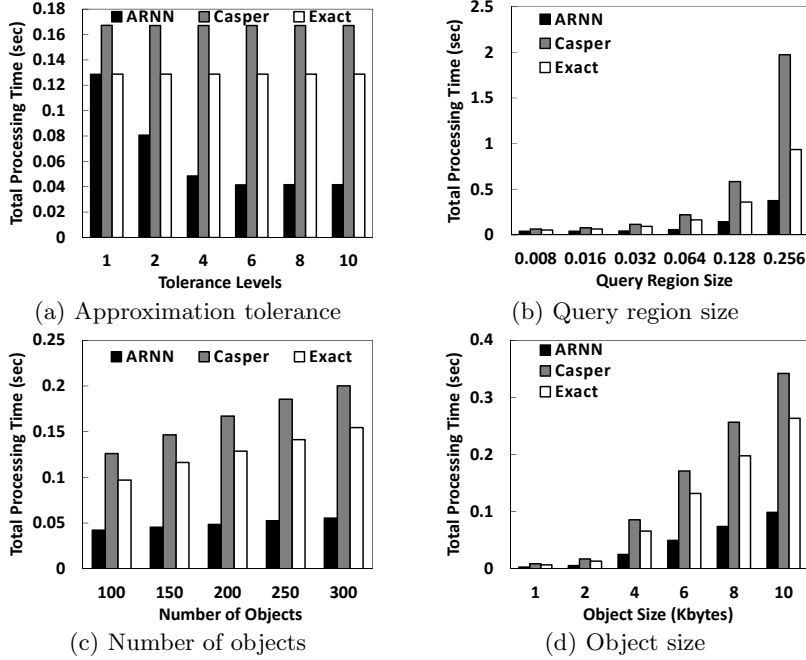 ARNN Casper Exact
Total Processing Time (sec)
0.18
0.16
0.14
0.12
0.1
0.08
0.06
0.04
0.02
0
1 2 4 6 8 10
Tolerance Levels
(a) Approximation tolerance
ARNN
Casper
Exact
Total Processing Time (sec)
2.5
2
1.5
1
0.5
0
0.008 0.016 0.032 0.064 0.128 0.256
Query Region Size
(b) Query region size
ARNN Casper Exact
Total Processing Time (sec)
0.25
0.2
0.15
0.1
0.05
0
100 150 200 250 300
Number of Objects
(c) Number of objects
ARNN
Casper
Exact
Total Processing Time (sec)
0.4
0.3
0.2
0.1
0
1 2 4 6 8 10
Object Size (Kbytes)
(d) Object size